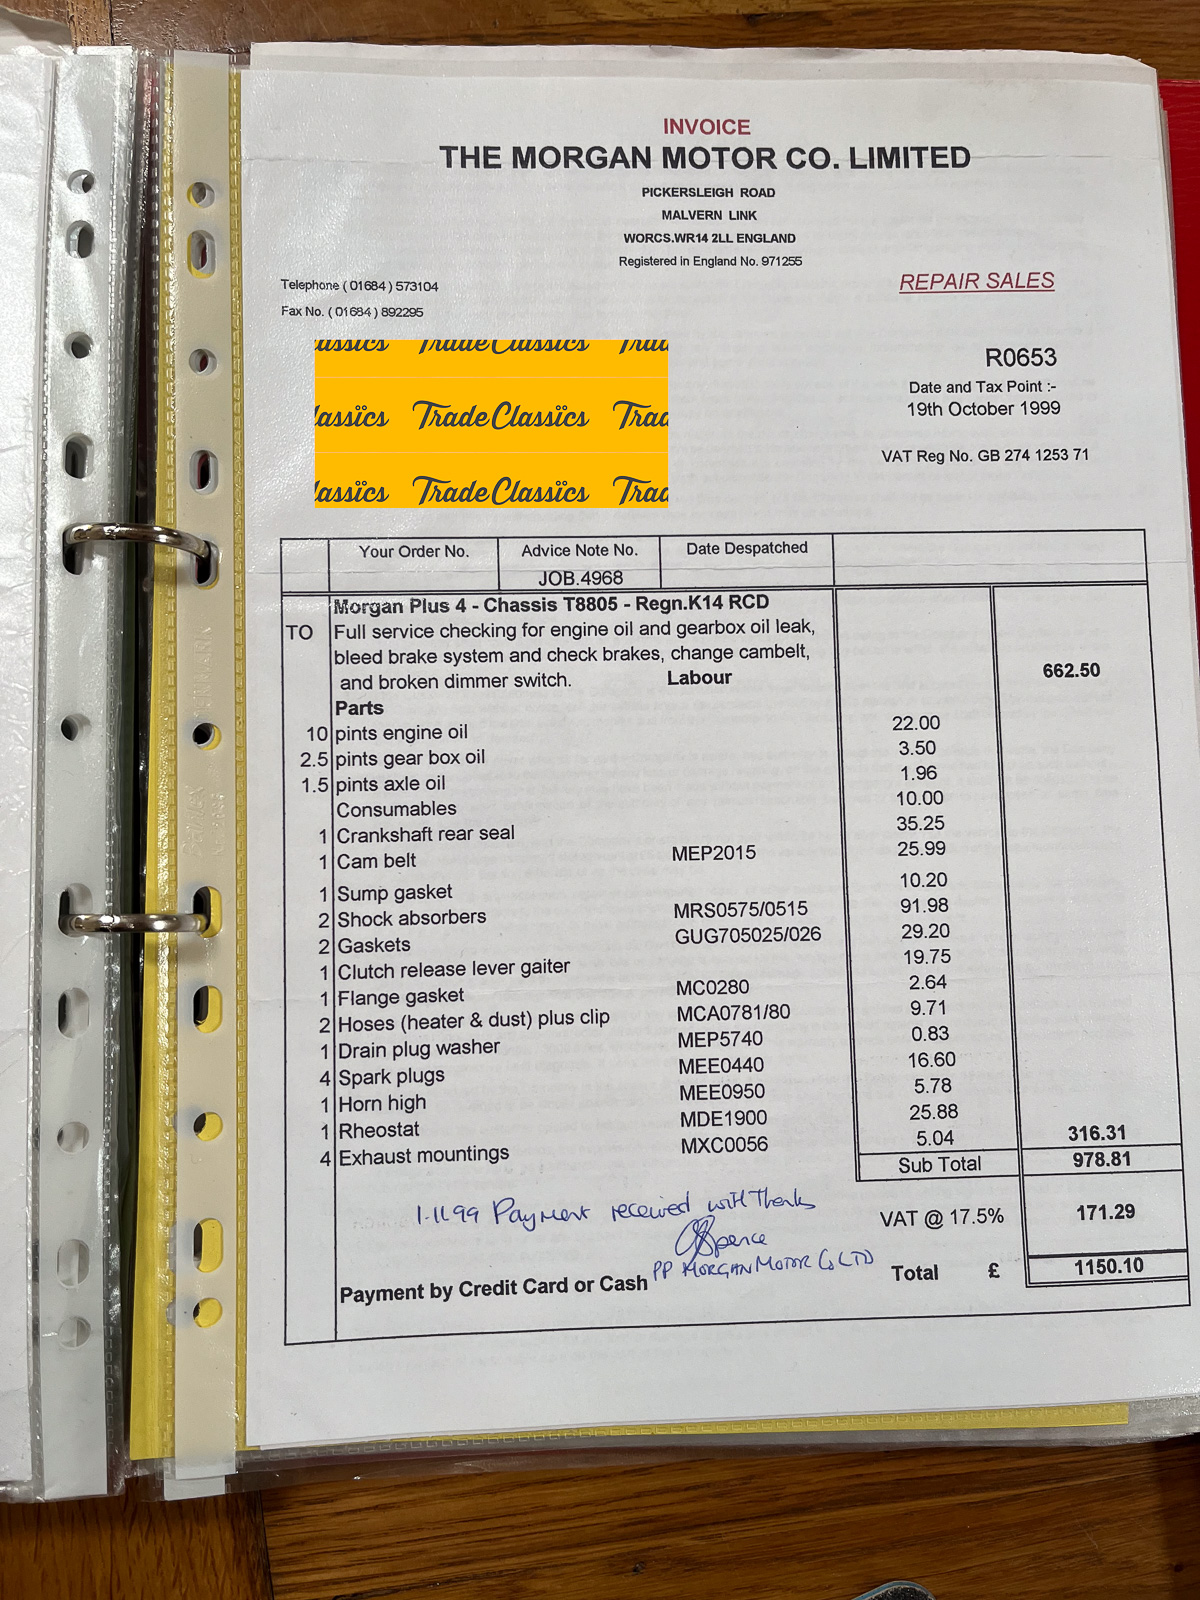 INVOICE
THE MORGAN MOTOR CO. LIMITED
PICKERSLEIGH ROAD
MALVERN LINK
WORCS.WR14 2LL ENGLAND
Registered in England No. 971255
Telephone ( 01684 ) 573104
Fax No. ( 01684 ) 892295
REPAIR SALES
assics TradeClassics Trad
lassics TradeClassics Trad
lassics TradeClassics Trad
R0653
Date and Tax Point :-
19th October 1999
VAT Reg No. GB 274 1253 71
Your Order No. Advice Note No. Date Despatched
JOB.4968
Morgan Plus 4 - Chassis T8805 - Regn.K14 RCD
TO Full service checking for engine oil and gearbox oil leak,
bleed brake system and check brakes, change cambelt,
and broken dimmer switch. Labour 662.50
Parts
10 pints engine oil 22.00
2.5 pints gear box oil 3.50
1.5 pints axle oil 1.96
Consumables 10.00
1 Crankshaft rear seal 35.25
1 Cam belt MEP2015 25.99
1 Sump gasket 10.20
2 Shock absorbers MRS0575/0515 91.98
2 Gaskets GUG705025/026 29.20
1 Clutch release lever gaiter 19.75
1 Flange gasket MC0280 2.64
2 Hoses (heater & dust) plus clip MCA0781/80 9.71
1 Drain plug washer MEP5740 0.83
4 Spark plugs MEE0440 16.60
1 Horn high MEE0950 5.78
1 Rheostat MDE1900 25.88
4 Exhaust mountings MXC0056 5.04 316.31
Sub Total 978.81
1.11.99 Payment received with thanks
Spence
PP MORGAN MOTOR Co LTD
VAT @ 17.5% 171.29
Payment by Credit Card or Cash Total £ 1150.10